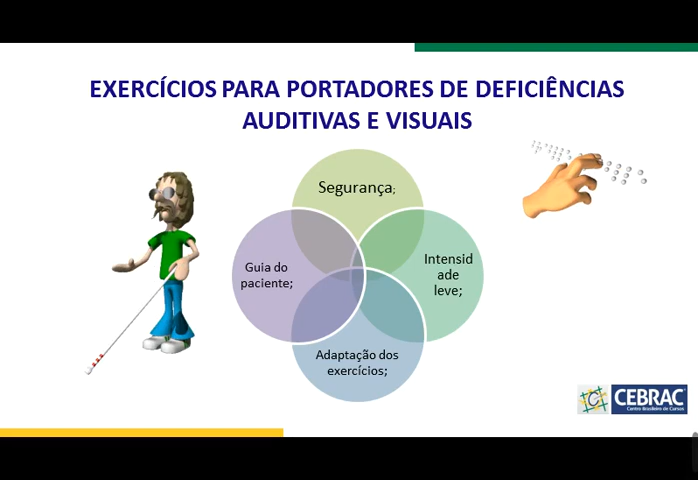 EXERCÍCIOS PARA PORTADORES DE DEFICIÊNCIAS
AUDITIVAS E VISUAIS
Segurança;
Guia do
paciente;
Intensid
ade
leve;
Adaptação dos
exercícios;
CEBRAC
Centro Brasileiro de Cursos